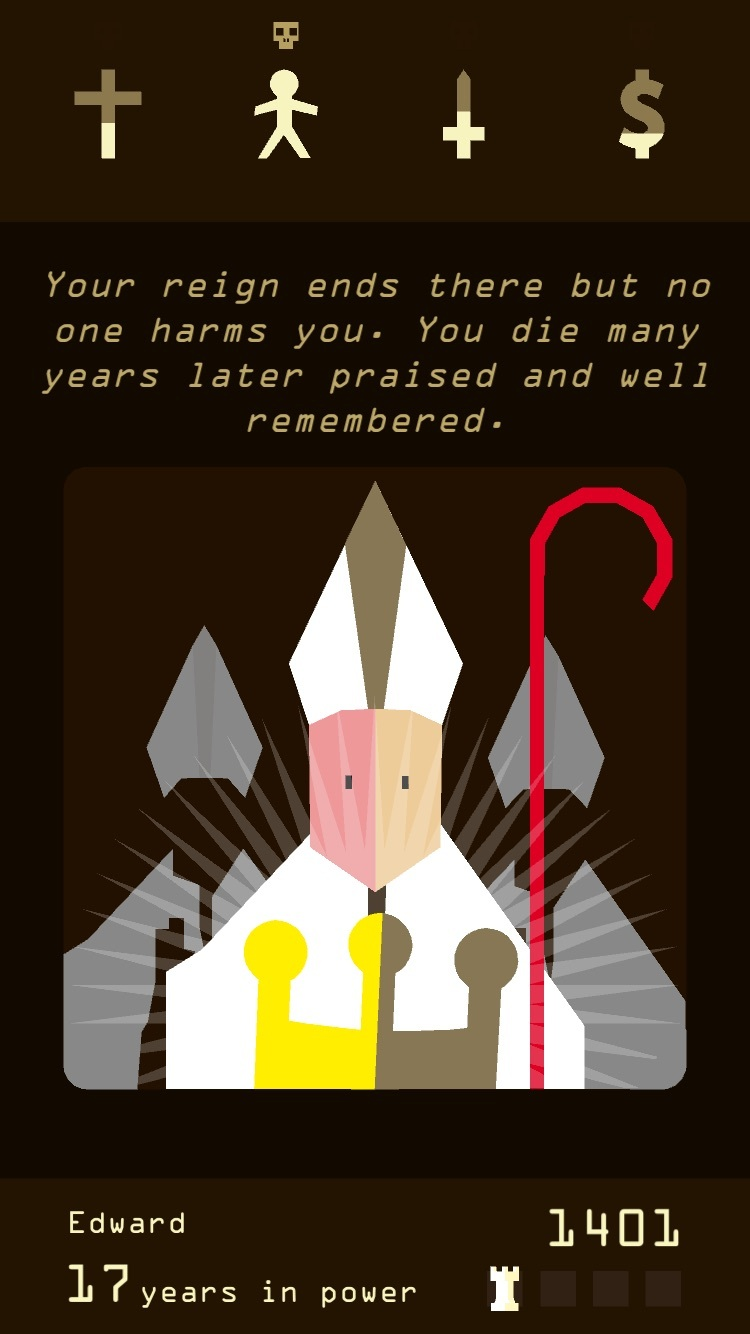 Your reign ends there but no
one harms you. You die many
years later praised and well
remembered.
Edward
1401
17 years in power